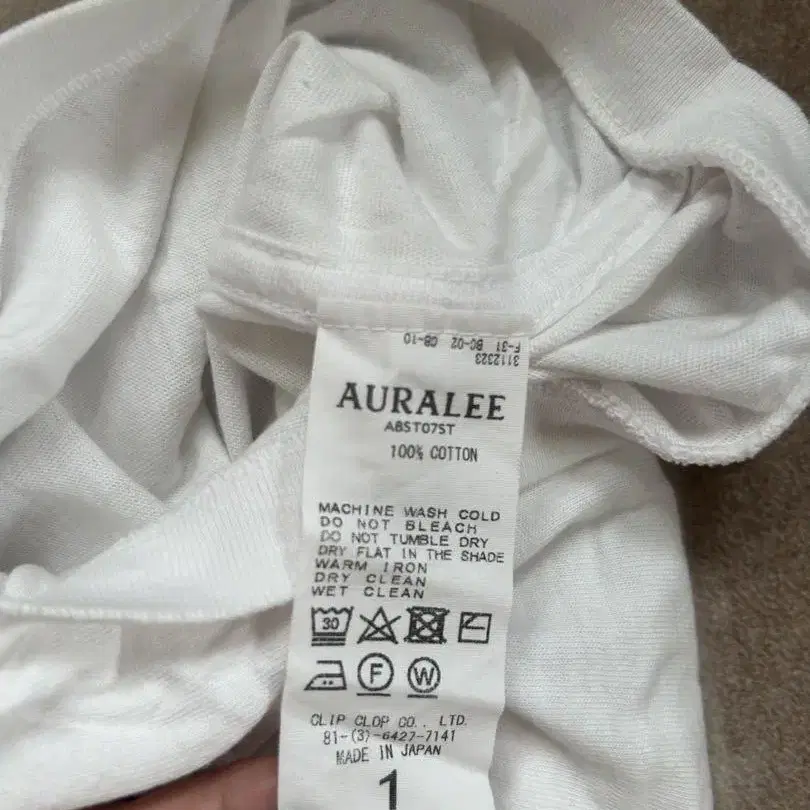 3112323
F-31 BC-02 CB-10
AURALEE
A8ST07ST
100% COTTON
MACHINE WASH COLD
DO NOT BLEACH
DO NOT TUMBLE DRY
DRY FLAT IN THE SHADE
WARM IRON
DRY CLEAN
WET CLEAN
30
F W
CLIP CLOP CO., LTD.
81-(3)-6427-7141
MADE IN JAPAN
1